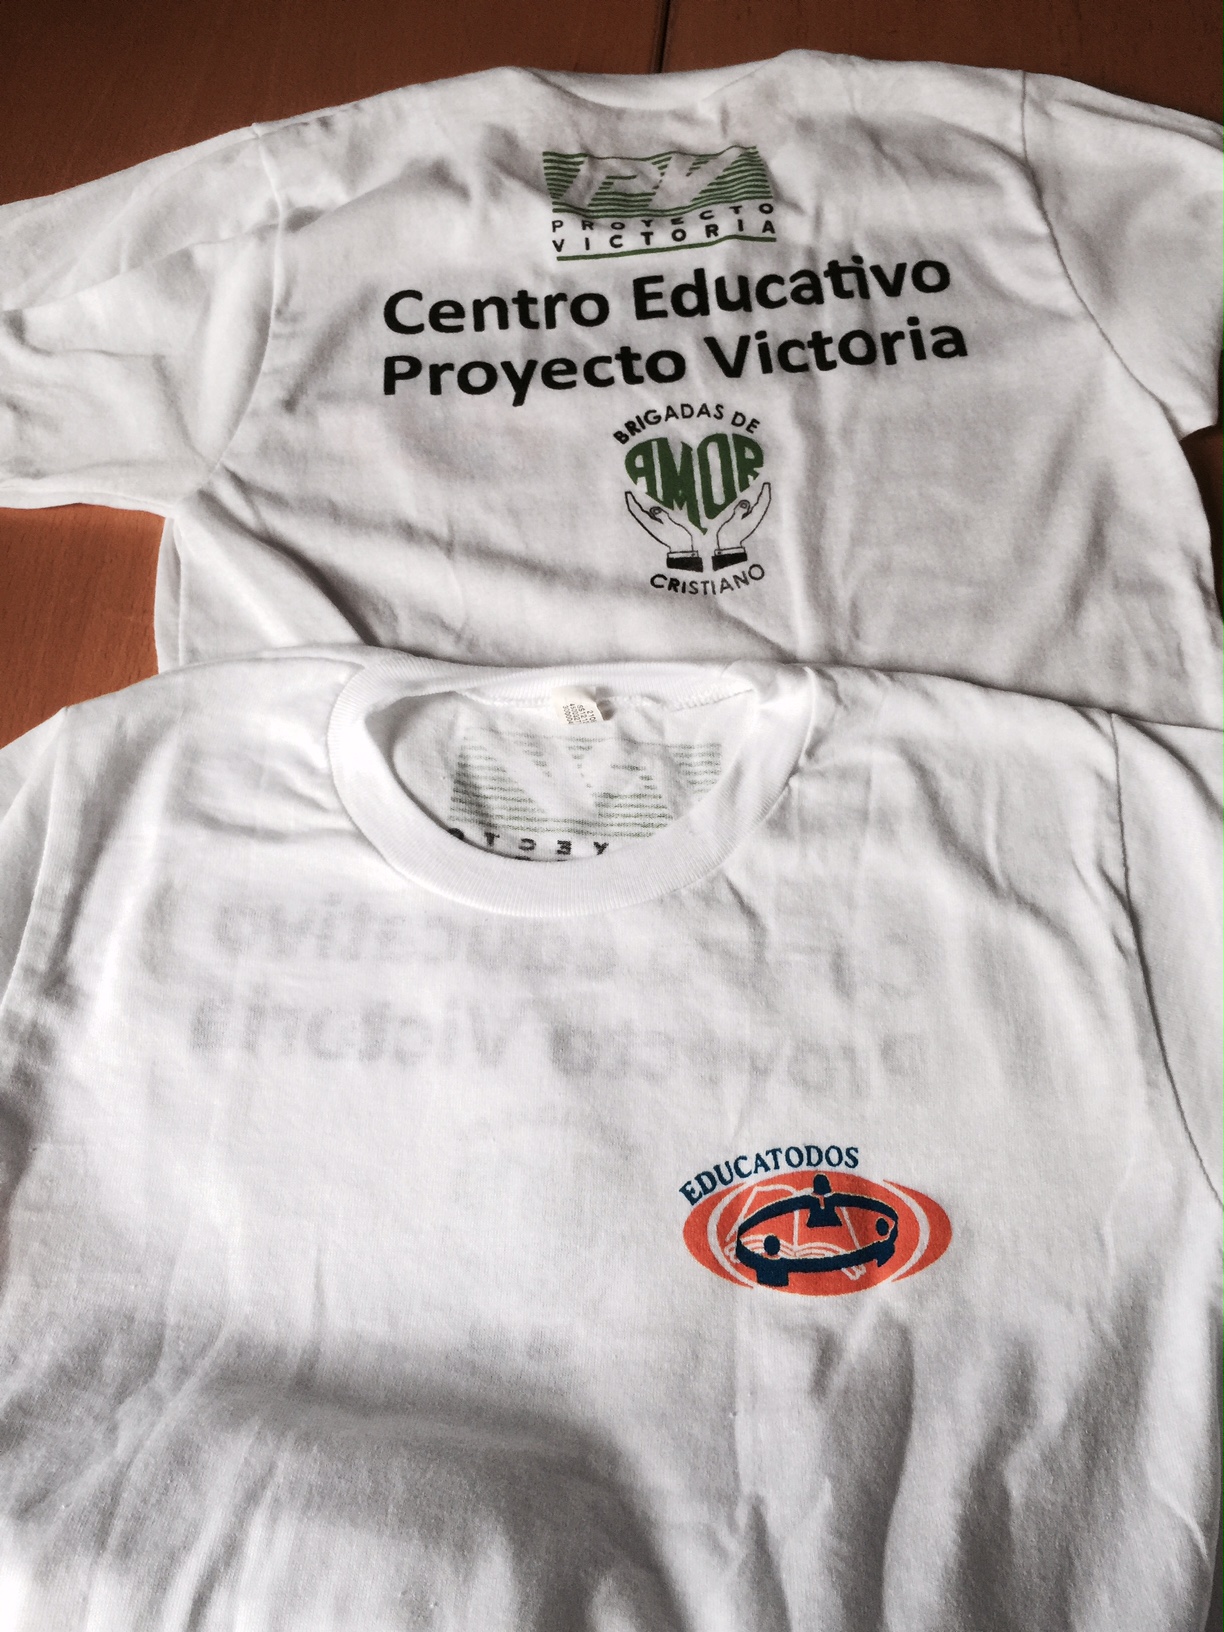 PROYECTO
VICTORIA
Centro Educativo
Proyecto Victoria
BRIGADAS DE
AMOR
CRISTIANO
EDUCATODOS